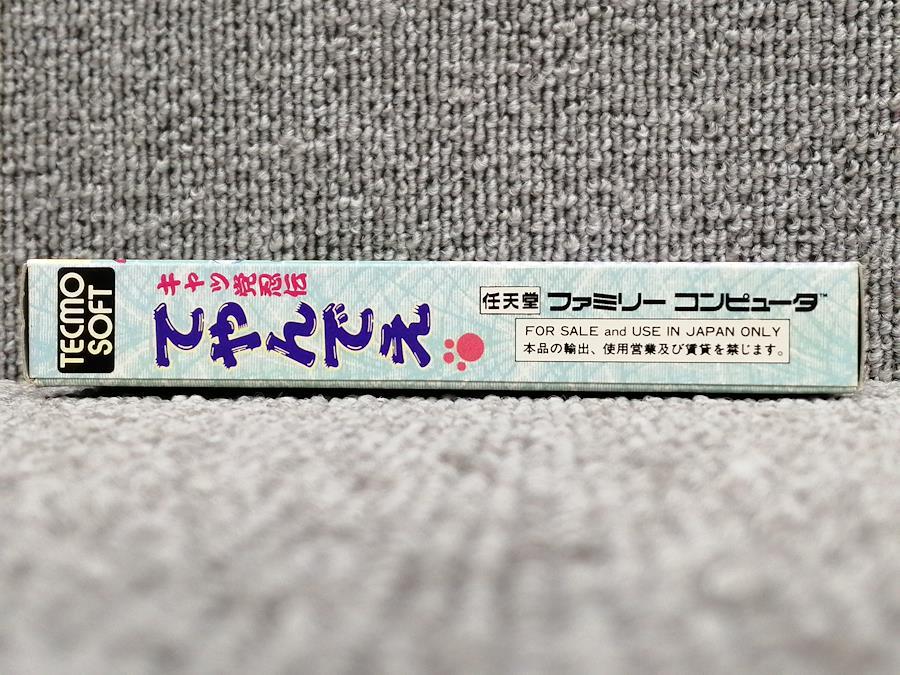 TECMO
SOFT
キャッ党忍伝
てやんでえ
任天堂 ファミリー コンピュータ™
FOR SALE and USE IN JAPAN ONLY
本品の輸出、使用営業及び賃貸を禁じます。